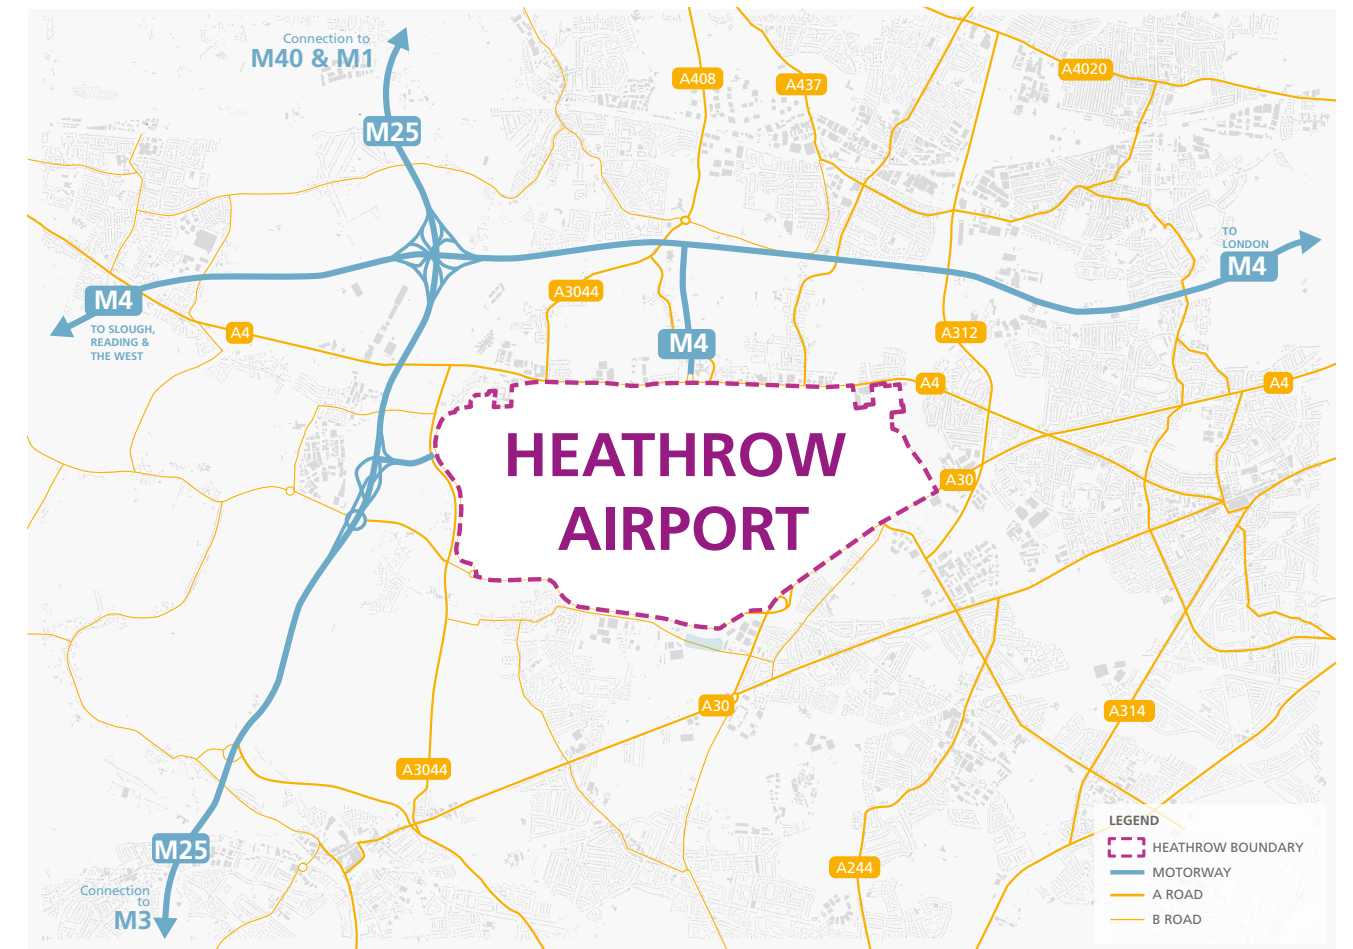 Connection to
M40 & M1
M25
A408
A437
A4020
TO
LONDON
M4
M4
TO SLOUGH,
READING &
THE WEST
A4
A3044
M4
A312
A4
A4
HEATHROW
AIRPORT
A30
A30
A314
A3044
M25
Connection
to
M3
A244
LEGEND
HEATHROW BOUNDARY
MOTORWAY
A ROAD
B ROAD